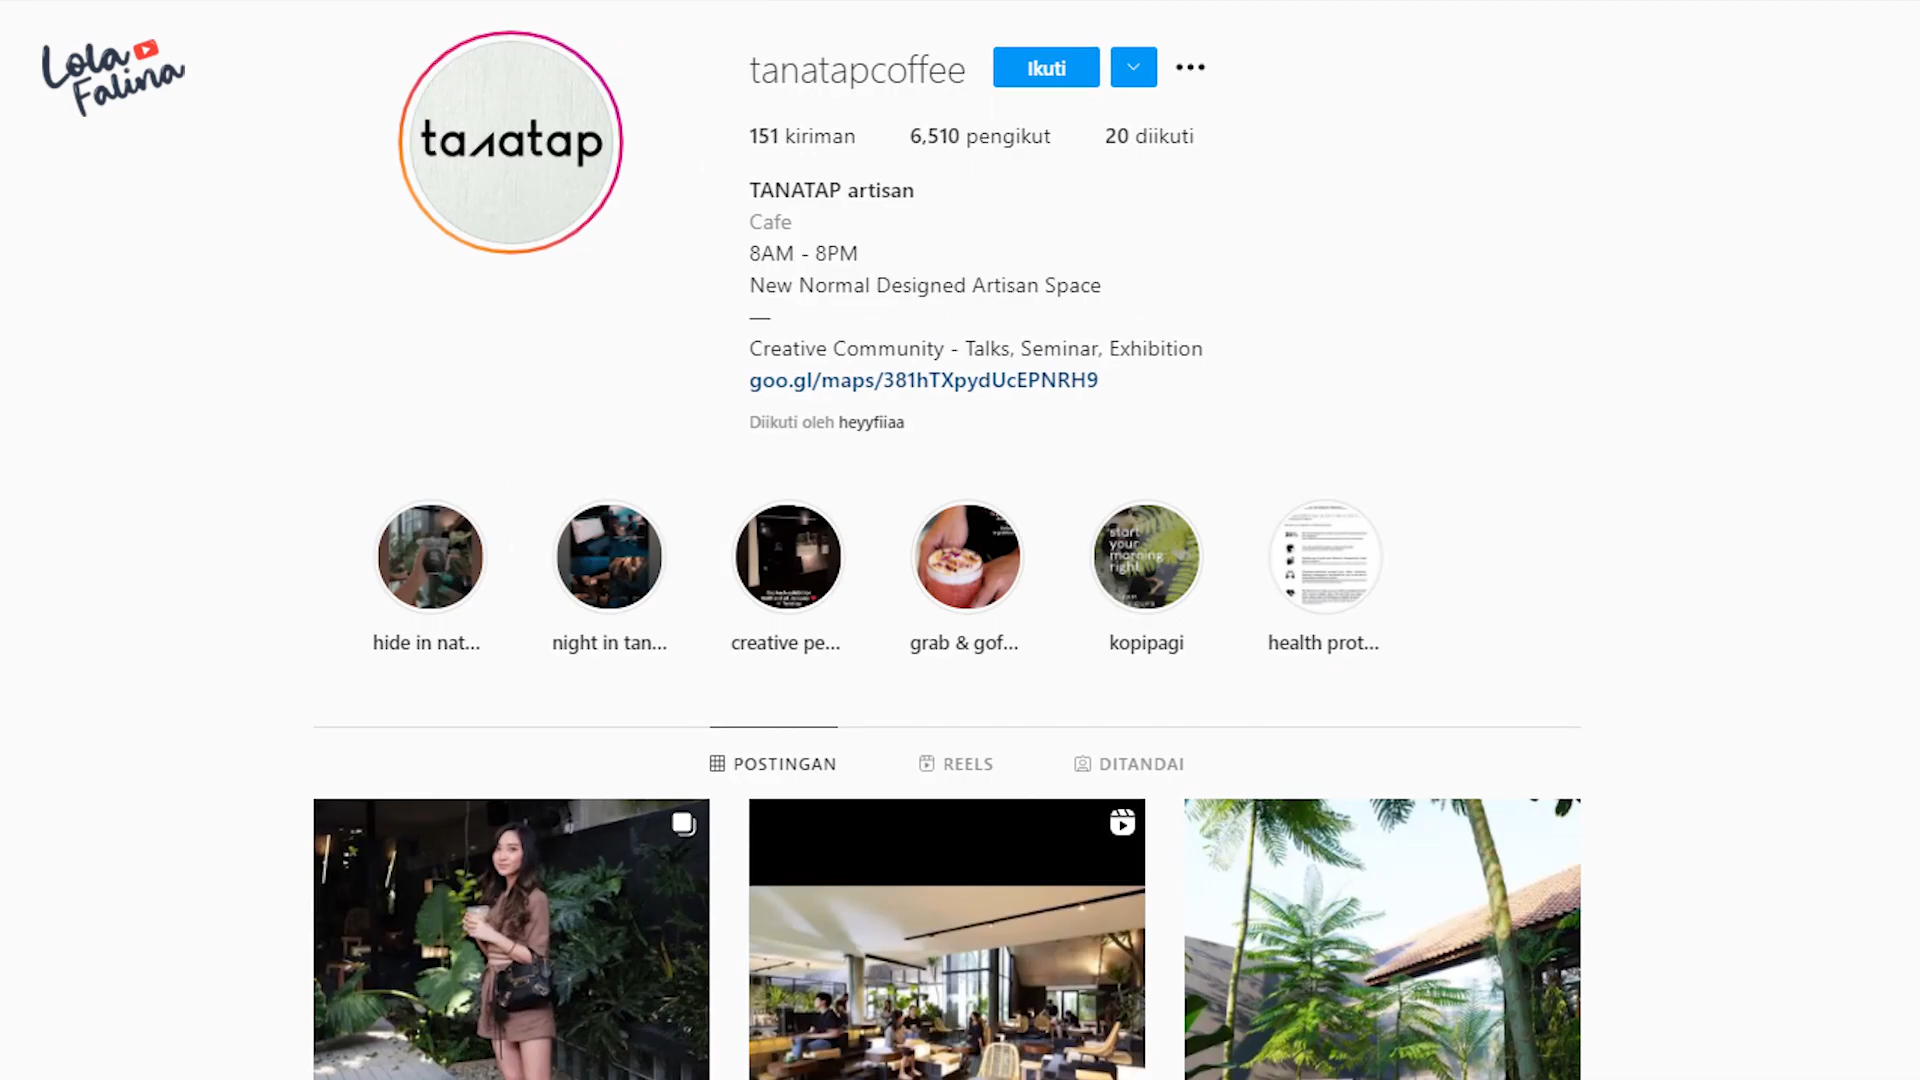 Lola
Falina
tanatap
tanatapcoffee
Ikuti
151 kiriman
6,510 pengikut
20 diikuti
TANATAP artisan
Cafe
8AM - 8PM
New Normal Designed Artisan Space
—
Creative Community - Talks, Seminar, Exhibition
goo.gl/maps/381hTXpydUcEPNRH9
Diikuti oleh heyyfiiaa
start
your
morning
right
hide in nat...
night in tan...
creative pe...
grab & gof...
kopipagi
health prot...
POSTINGAN
REELS
DITANDAI